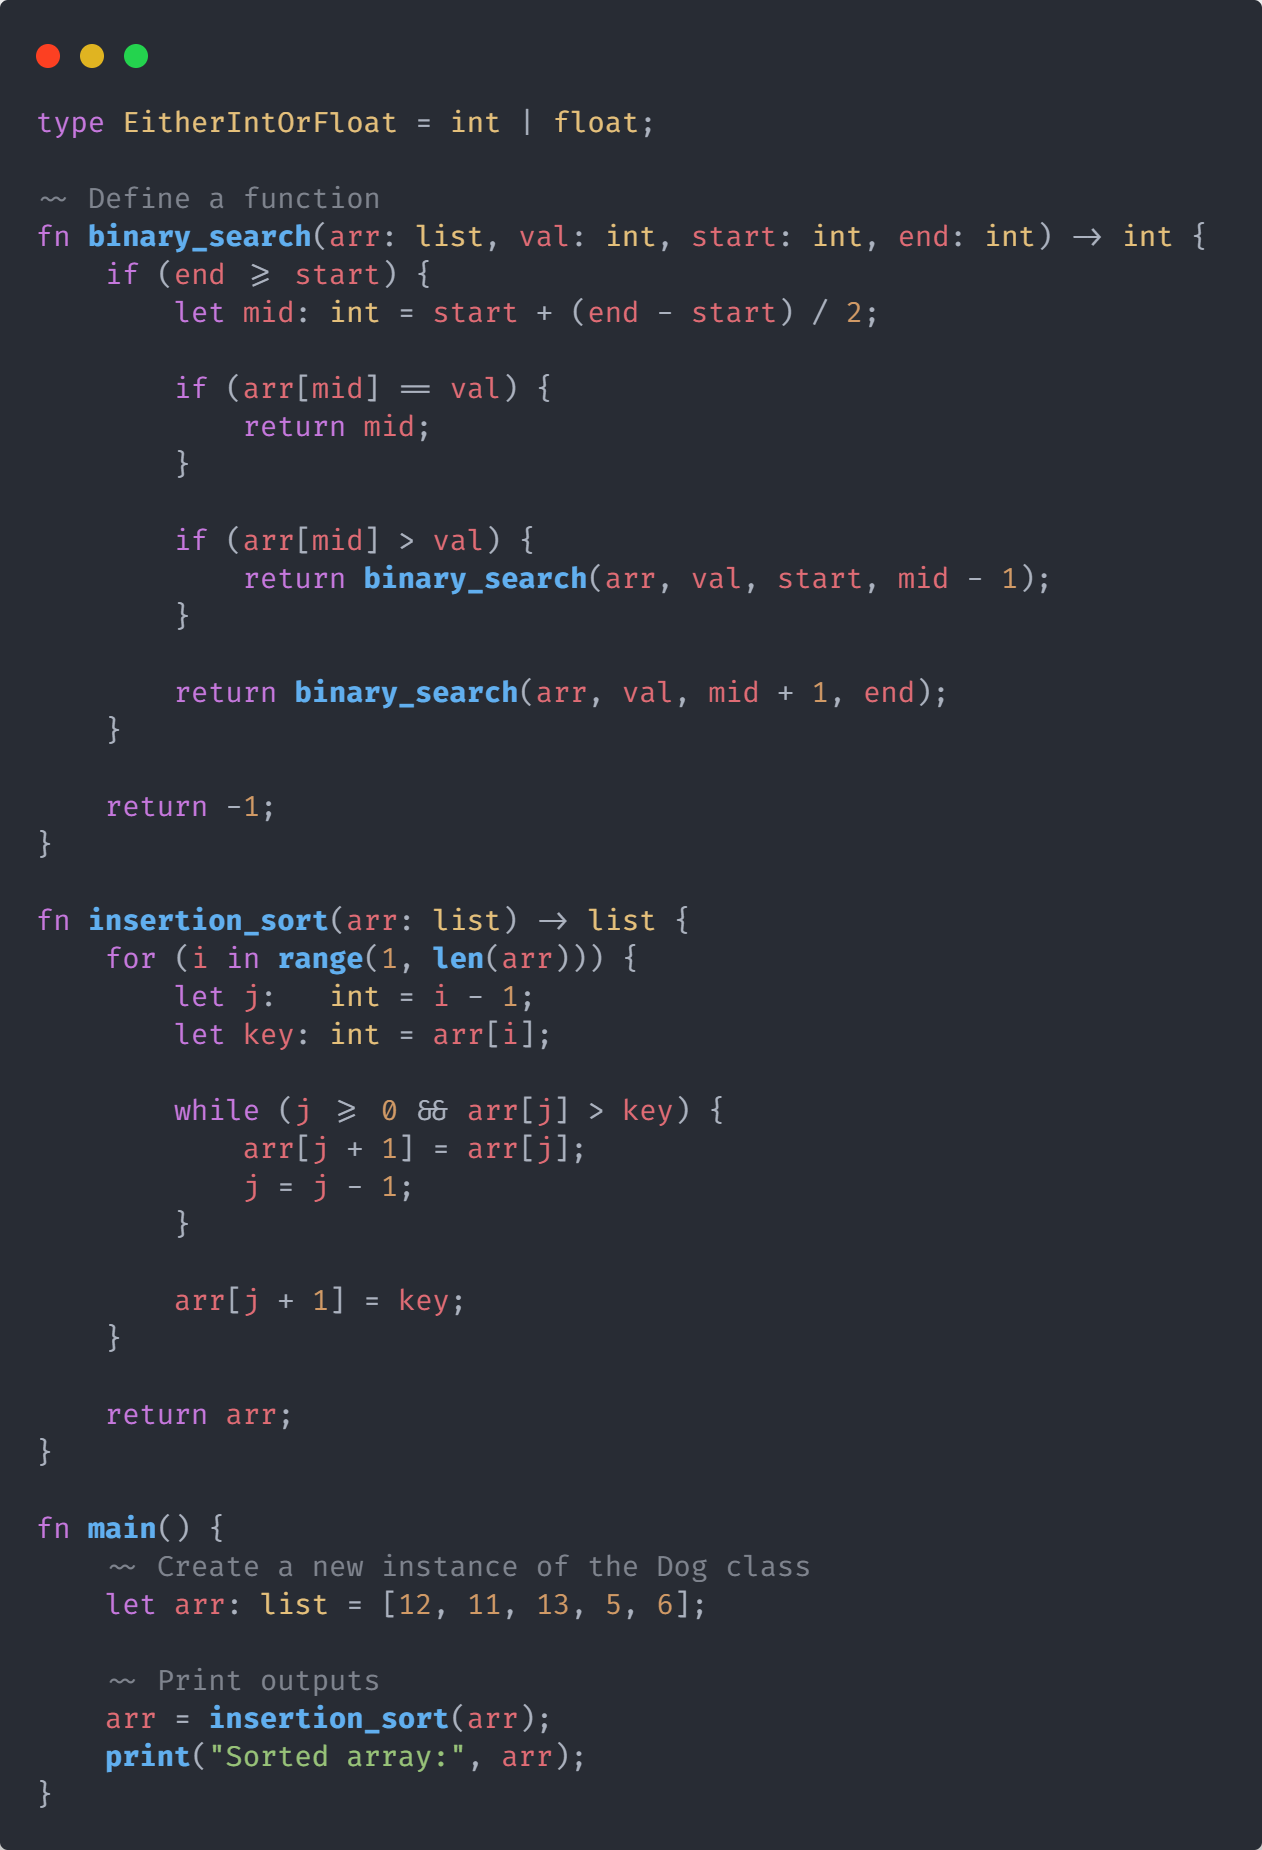 type EitherIntOrFloat = int | float;

~~ Define a function
fn binary_search(arr: list, val: int, start: int, end: int) -> int {
    if (end >= start) {
        let mid: int = start + (end - start) / 2;

        if (arr[mid] == val) {
            return mid;
        }

        if (arr[mid] > val) {
            return binary_search(arr, val, start, mid - 1);
        }

        return binary_search(arr, val, mid + 1, end);
    }

    return -1;
}

fn insertion_sort(arr: list) -> list {
    for (i in range(1, len(arr))) {
        let j:   int = i - 1;
        let key: int = arr[i];

        while (j >= 0 && arr[j] > key) {
            arr[j + 1] = arr[j];
            j = j - 1;
        }

        arr[j + 1] = key;
    }

    return arr;
}

fn main() {
    ~~ Create a new instance of the Dog class
    let arr: list = [12, 11, 13, 5, 6];

    ~~ Print outputs
    arr = insertion_sort(arr);
    print("Sorted array:", arr);
}